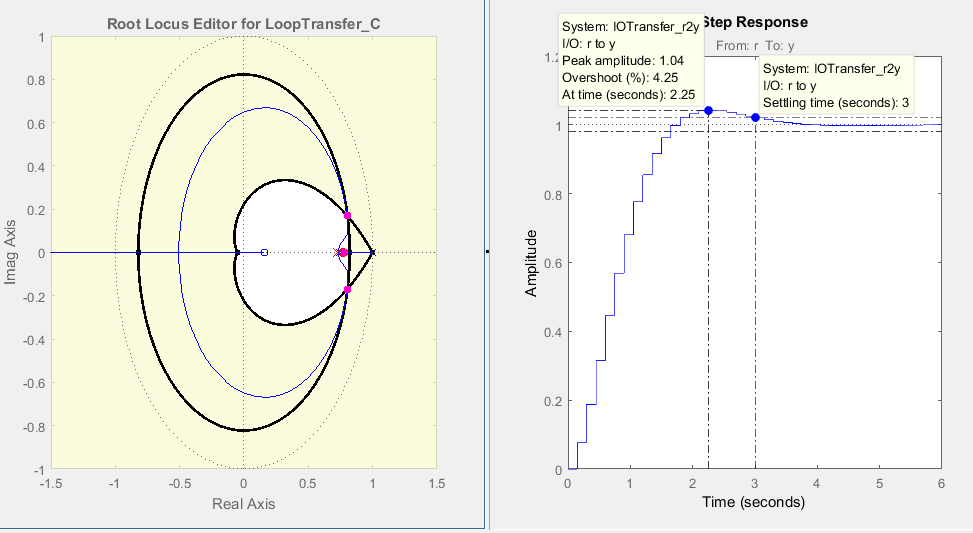 Root Locus Editor for LoopTransfer_C
1
0.8
0.6
0.4
0.2
0
-0.2
-0.4
-0.6
-0.8
-1
Imag Axis
-1.5
-1
-0.5
0
0.5
1
1.5
Real Axis
Step Response
From: r To: y
System: IOTransfer_r2y
I/O: r to y
Peak amplitude: 1.04
Overshoot (%): 4.25
At time (seconds): 2.25
System: IOTransfer_r2y
I/O: r to y
Settling time (seconds): 3
1.2
1
0.8
0.6
0.4
0.2
0
Amplitude
0
1
2
3
4
5
6
Time (seconds)